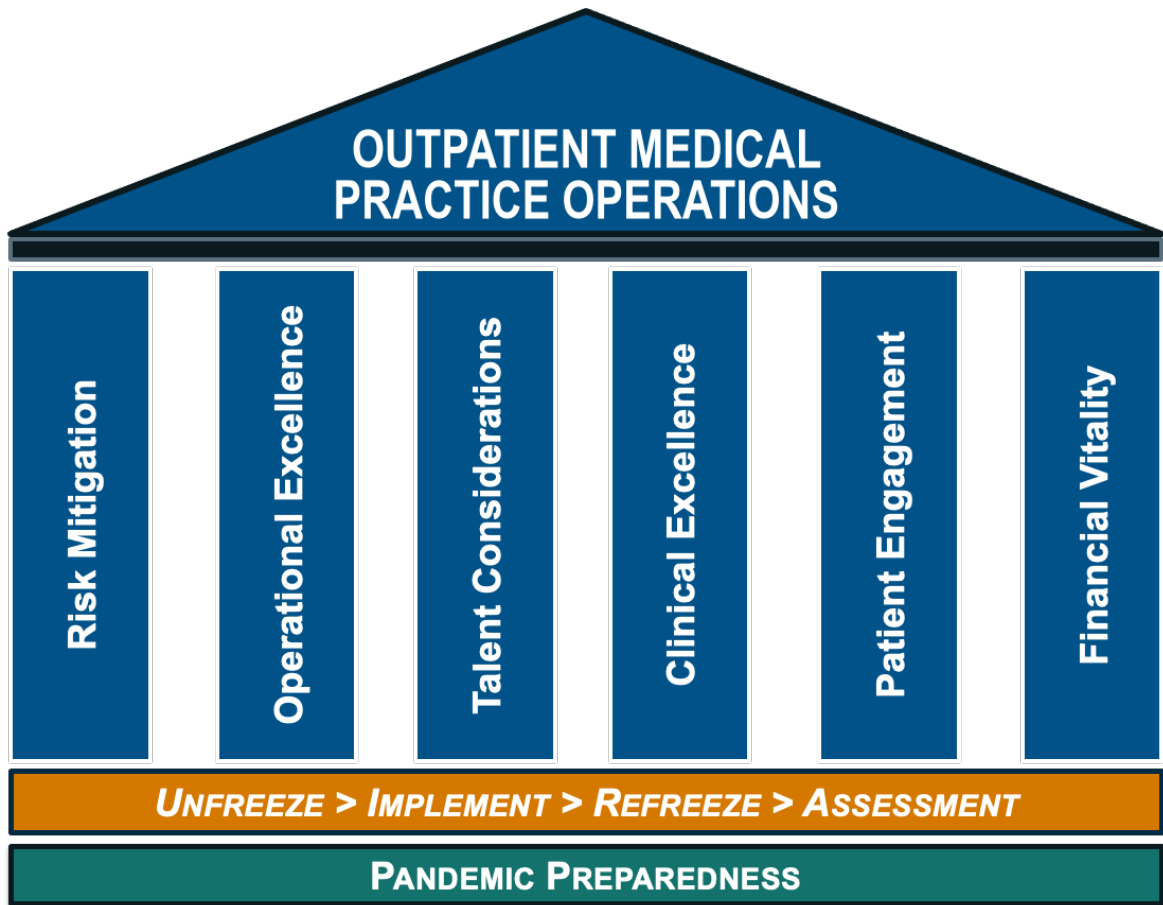 OUTPATIENT MEDICAL
PRACTICE OPERATIONS
Risk Mitigation
Operational Excellence
Talent Considerations
Clinical Excellence
Patient Engagement
Financial Vitality
UNFREEZE > IMPLEMENT > REFREEZE > ASSESSMENT
PANDEMIC PREPAREDNESS